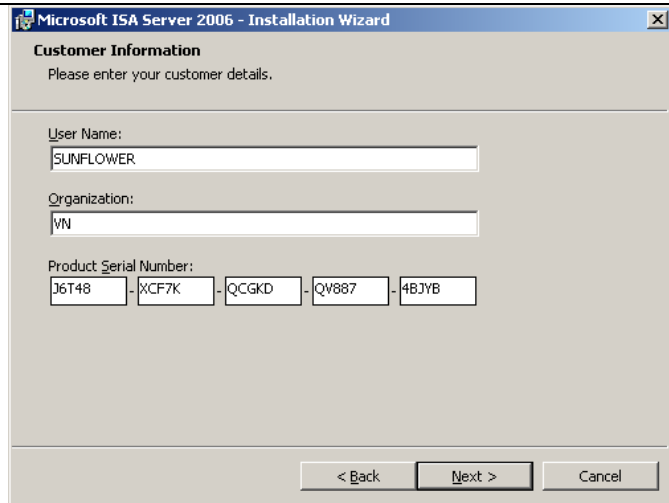 Microsoft ISA Server 2006 - Installation Wizard
Customer Information
Please enter your customer details.
User Name:
SUNFLOWER
Organization:
VN
Product Serial Number:
J6T48 - XCF7K - QCGKD - QV887 - 4BJYB
< Back Next > Cancel